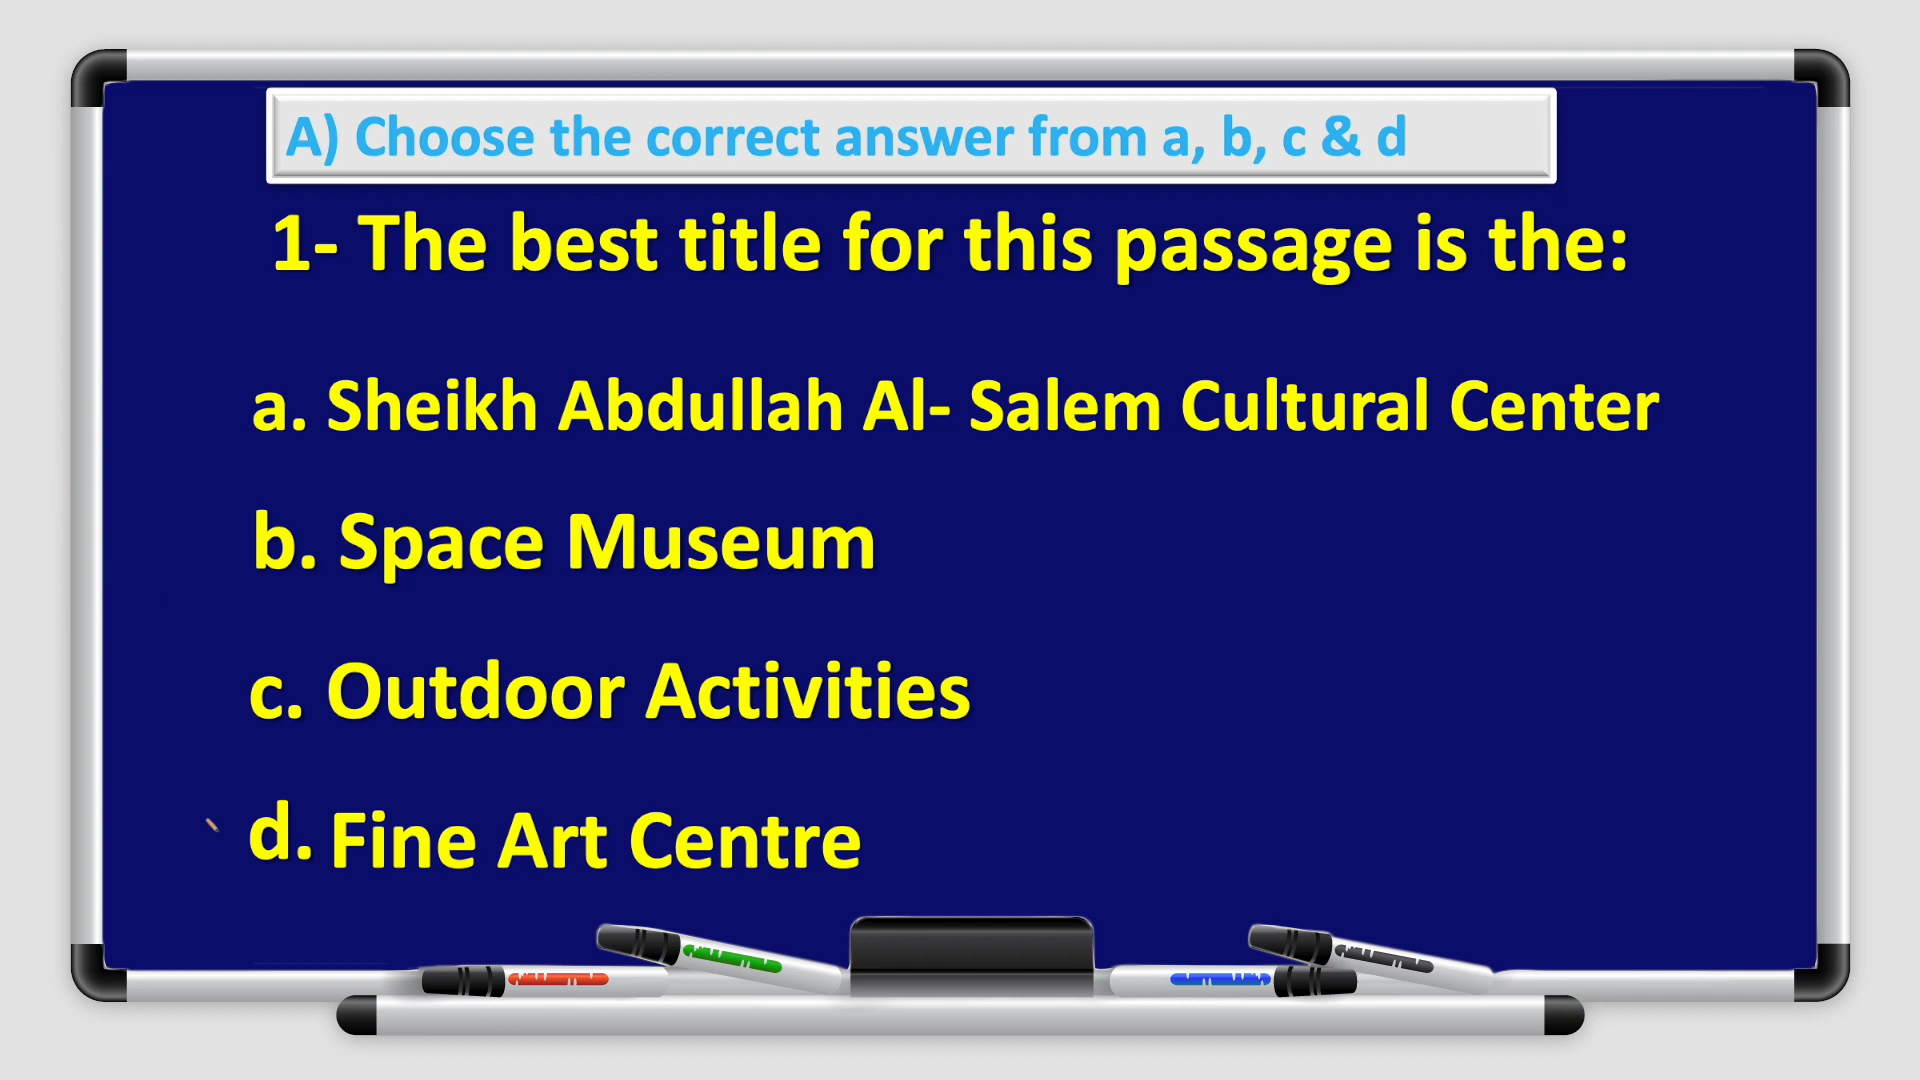 A) Choose the correct answer from a, b, c & d
1- The best title for this passage is the:
a. Sheikh Abdullah Al- Salem Cultural Center
b. Space Museum
c. Outdoor Activities
d. Fine Art Centre